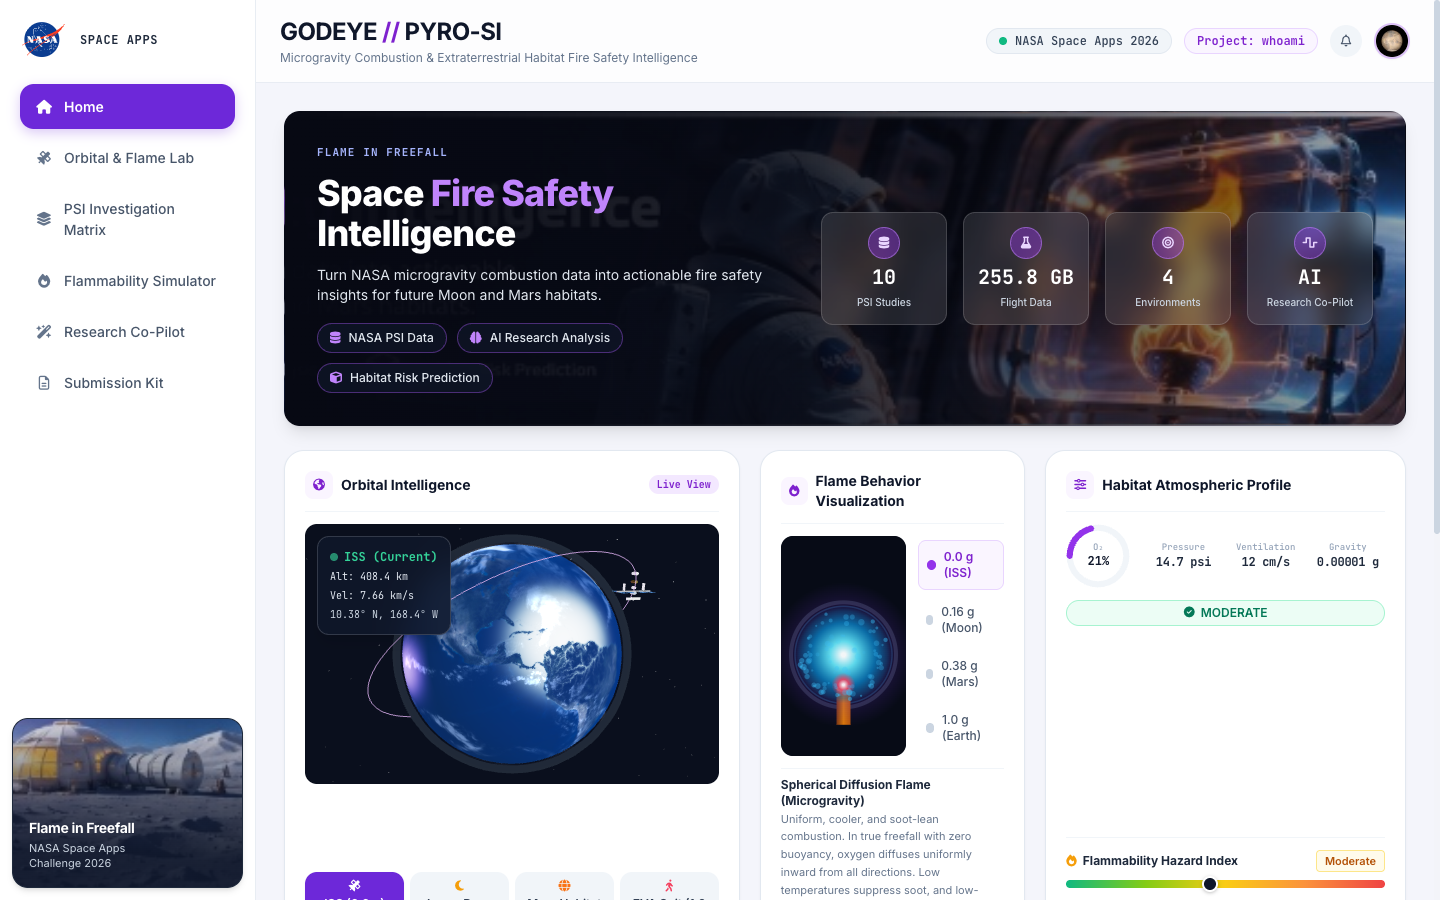 NASA
SPACE APPS
Home
Orbital & Flame Lab
PSI Investigation
Matrix
Flammability Simulator
Research Co-Pilot
Submission Kit
Flame in Freefall
NASA Space Apps
Challenge 2026
GODEYE // PYRO-SI
Microgravity Combustion & Extraterrestrial Habitat Fire Safety Intelligence
NASA Space Apps 2026
Project: whoami
FLAME IN FREEFALL
Space Fire Safety
Intelligence
Turn NASA microgravity combustion data into actionable fire safety
insights for future Moon and Mars habitats.
NASA PSI Data
AI Research Analysis
Habitat Risk Prediction
10
PSI Studies
255.8 GB
Flight Data
4
Environments
AI
Research Co-Pilot
Orbital Intelligence
Live View
ISS (Current)
Alt: 408.4 km
Vel: 7.66 km/s
10.38° N, 168.4° W
Flame Behavior
Visualization
0.0 g
(ISS)
0.16 g
(Moon)
0.38 g
(Mars)
1.0 g
(Earth)
Spherical Diffusion Flame
(Microgravity)
Uniform, cooler, and soot-lean
combustion. In true freefall with zero
buoyancy, oxygen diffuses uniformly
inward from all directions. Low
temperatures suppress soot, and low-
Habitat Atmospheric Profile
O₂
21%
Pressure
14.7 psi
Ventilation
12 cm/s
Gravity
0.00001 g
MODERATE
Flammability Hazard Index
Moderate